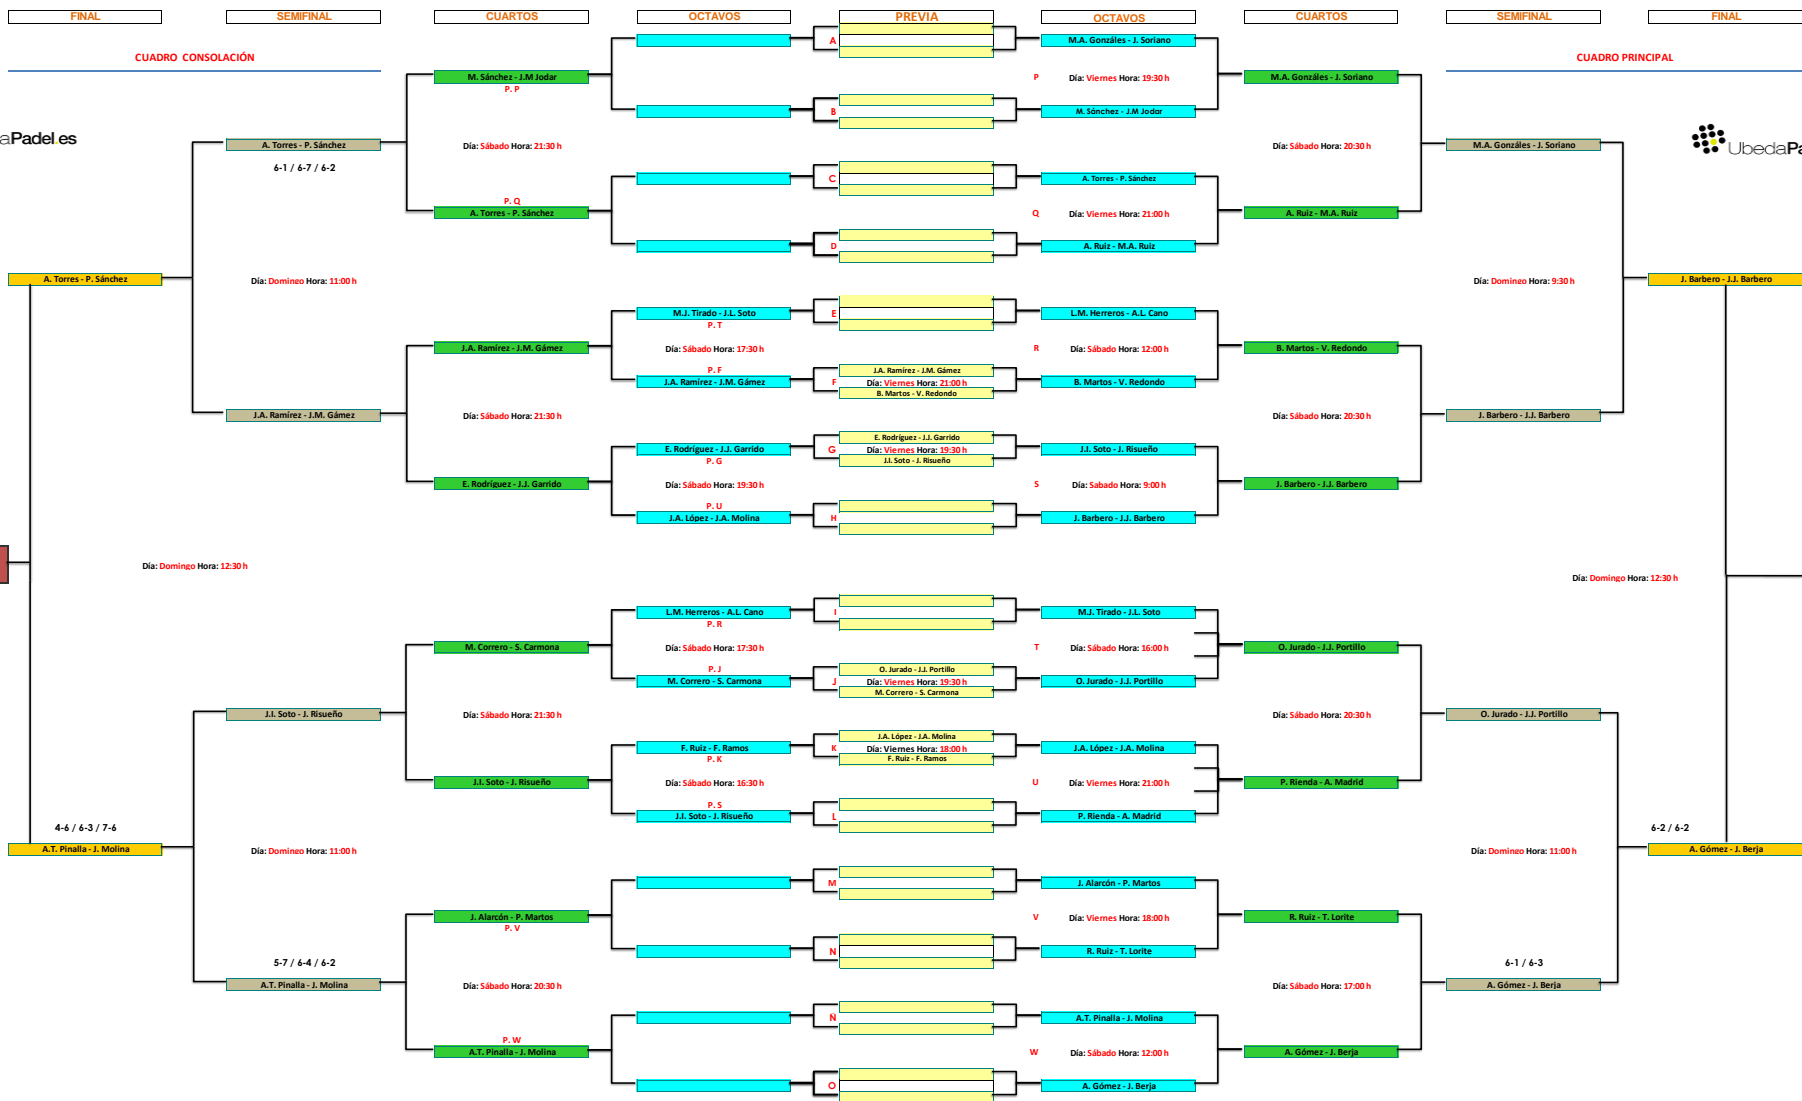 FINAL SEMIFINAL CUARTOS OCTAVOS PREVIA OCTAVOS CUARTOS SEMIFINAL FINAL
A M.A. Gonzáles - J. Soriano
CUADRO CONSOLACIÓN CUADRO PRINCIPAL
M. Sánchez - J.M Jodar P Día: Viernes Hora: 19:30 h M.A. Gonzáles - J. Soriano
P. P
B M. Sónchez - J.M Jodar
aPadel.es A. Torres - P. Sánchez Día: Sábado Hora: 21:30 h Día: Sábado Hora: 20:30 h M.A. Gonzáles - J. Soriano UbedaPa
6-1 / 6-7 / 6-2
C A. Torres - P. Sánchez
P. Q
A. Torres - P. Sánchez Q Día: Viernes Hora: 21:00 h A. Ruiz - M.A. Ruiz
D A. Ruiz - M.A. Ruiz
A. Torres - P. Sánchez Día: Domingo Hora: 11:00 h Día: Domingo Hora: 9:30 h J. Barbero - J.J. Barbero
M.J. Tirado - J.L. Soto E L.M. Herreros - A.L. Cano
P. T
J.A. Ramírez - J.M. Gámez Día: Sábado Hora: 17:30 h R Día: Sábado Hora: 12:00 h B. Martos - V. Redondo
P. F J.A. Ramírez - J.M. Gámez
J.A. Ramírez - J.M. Gámez F Día: Viernes Hora: 21:00 h B. Martos - V. Redondo
B. Martos - V. Redondo
J.A. Ramírez - J.M. Gámez Día: Sábado Hora: 21:30 h Día: Sábado Hora: 20:30 h J. Barbero - J.J. Barbero
E. Rodríguez - J.J. Garrido
E. Rodríguez - J.J. Garrido G Día: Viernes Hora: 19:30 h J.I. Soto - J. Risueño
P. G J.I. Soto - J. Risueño
E. Rodríguez - J.J. Garrido Día: Sábado Hora: 19:30 h S Día: Sabado Hora: 9:00 h J. Barbero - J.J. Barbero
P. U
J.A. López - J.A. Molina H J. Barbero - J.J. Barbero
Día: Domingo Hora: 12:30 h Día: Domingo Hora: 12:30 h
L.M. Herreros - A.L. Cano I M.J. Tirado - J.L. Soto
P. R
M. Correro - S. Carmona Día: Sábado Hora: 17:30 h T Día: Sábado Hora: 16:00 h O. Jurado - J.J. Portillo
P. J O. Jurado - J.J. Portillo
M. Correro - S. Carmona J Día: Viernes Hora: 19:30 h O. Jurado - J.J. Portillo
M. Correro - S. Carmona
J.I. Soto - J. Risueño Día: Sábado Hora: 21:30 h Día: Sábado Hora: 20:30 h O. Jurado - J.J. Portillo
J.A. López - J.A. Molina
F. Ruiz - F. Ramos K Día: Viernes Hora: 18:00 h J.A. López - J.A. Molina
P. K F. Ruiz - F. Ramos
J.I. Soto - J. Risueño Día: Sábado Hora: 16:30 h U Día: Viernes Hora: 21:00 h P. Rienda - A. Madrid
P. S
J.I. Soto - J. Risueño L P. Rienda - A. Madrid
4-6 / 6-3 / 7-6 6-2 / 6-2
A.T. Pinalla - J. Molina Día: Domingo Hora: 11:00 h Día: Domingo Hora: 11:00 h A. Gómez - J. Berja
M J. Alarcón - P. Martos
J. Alarcón - P. Martos V Día: Viernes Hora: 18:00 h R. Ruiz - T. Lorite
P. V
N R. Ruiz - T. Lorite
5-7 / 6-4 / 6-2 6-1 / 6-3
A.T. Pinalla - J. Molina Día: Sábado Hora: 20:30 h Día: Sábado Hora: 17:00 h A. Gómez - J. Berja
Ñ A.T. Pinalla - J. Molina
P. W
A.T. Pinalla - J. Molina W Día: Sábado Hora: 12:00 h A. Gómez - J. Berja
O A. Gómez - J. Berja